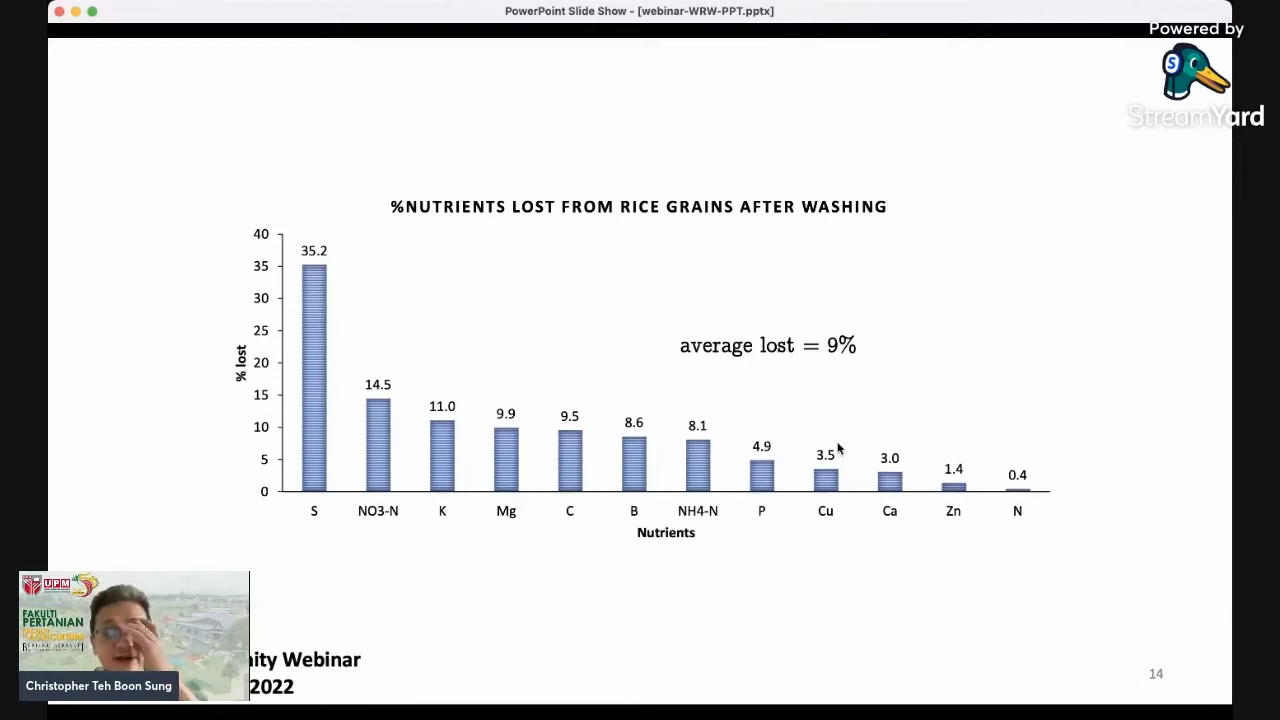 PowerPoint Slide Show - [webinar-WRW-PPT.pptx]
Powered by
StreamYard
%NUTRIENTS LOST FROM RICE GRAINS AFTER WASHING
% lost
40
35
30
25
20
15
10
5
0
35.2
14.5
11.0
9.9
9.5
8.6
8.1
4.9
3.5
3.0
1.4
0.4
average lost = 9%
S NO3-N K Mg C B NH4-N P Cu Ca Zn N
Nutrients
UPM
FAKULTI
PERTANIAN
Christopher Teh Boon Sung
nity Webinar
2022
14